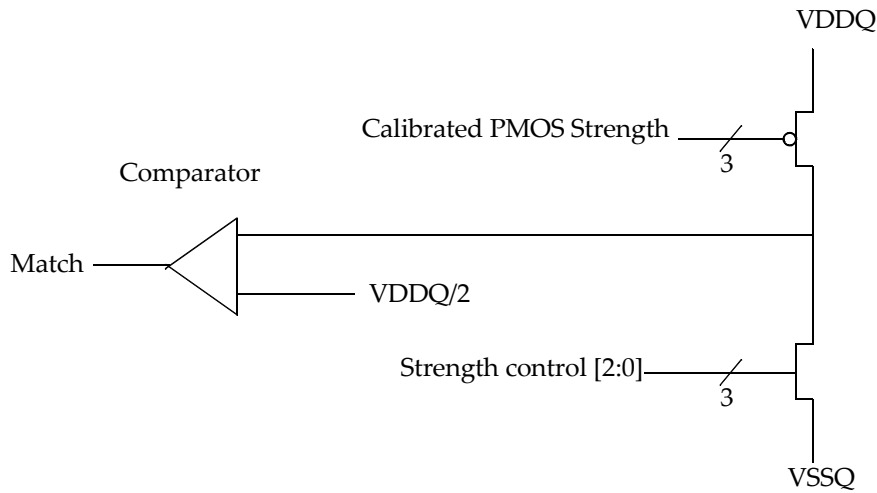 VDDQ
Calibrated PMOS Strength
3
Comparator
Match
VDDQ/2
Strength control [2:0]
3
VSSQ